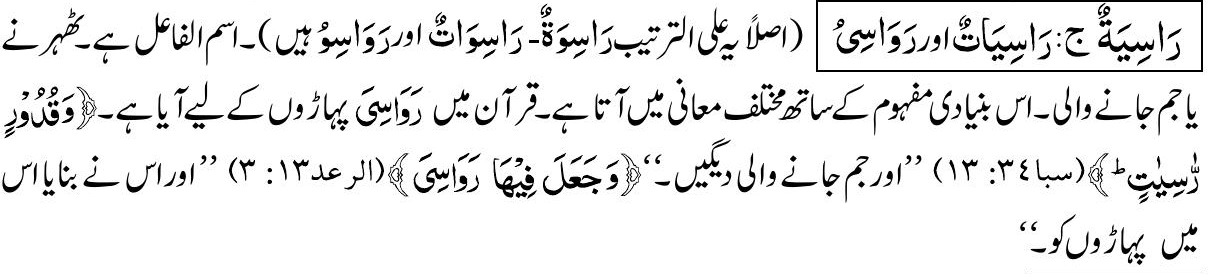 رَاسِيَةٌ ج: رَاسِيَاتٌ اور رَوَاسِیُ (اصلاً یہ علی الترتیب رَاسِوَةٌ۔ رَاسِوَاتٌ اور رَوَاسِوُ ہیں)۔ اسم الفاعل ہے۔ ٹھہرنے
یا جم جانے والی۔ اس بنیادی مفہوم کے ساتھ مختلف معانی میں آتا ہے۔ قرآن میں رَوَاسِیَ پہاڑوں کے لیے آیا ہے۔ ﴿وَقُدُوْرٍ
رّٰسِيٰتٍ ؕ﴾ (سبا ۳٤: ۱۳) ’’اور جم جانے والی دیگیں۔‘‘ ﴿وَجَعَلَ فِيْهَا رَوَاسِیَ﴾ (الرعد ۱۳: ۳) ’’اور اس نے بنایا اس
میں پہاڑوں کو۔‘‘